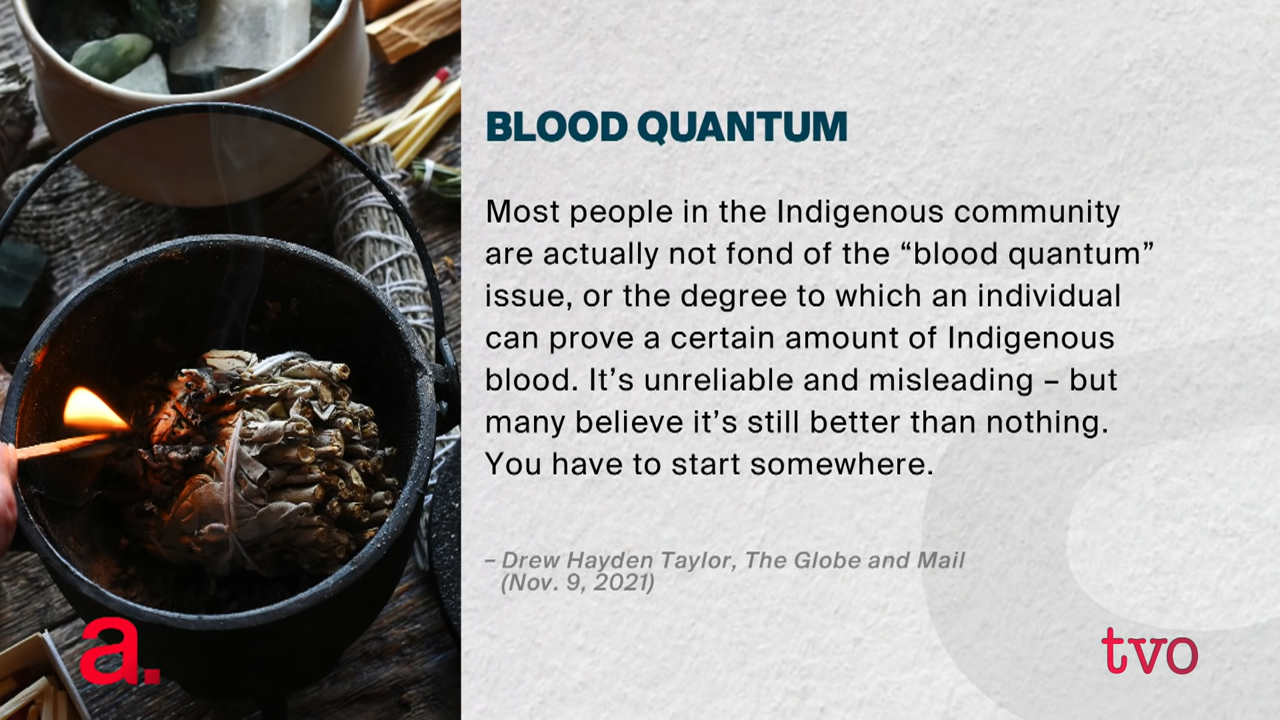 BLOOD QUANTUM
Most people in the Indigenous community
are actually not fond of the “blood quantum”
issue, or the degree to which an individual
can prove a certain amount of Indigenous
blood. It’s unreliable and misleading – but
many believe it’s still better than nothing.
You have to start somewhere.
– Drew Hayden Taylor, The Globe and Mail
(Nov. 9, 2021)
a.
tvo